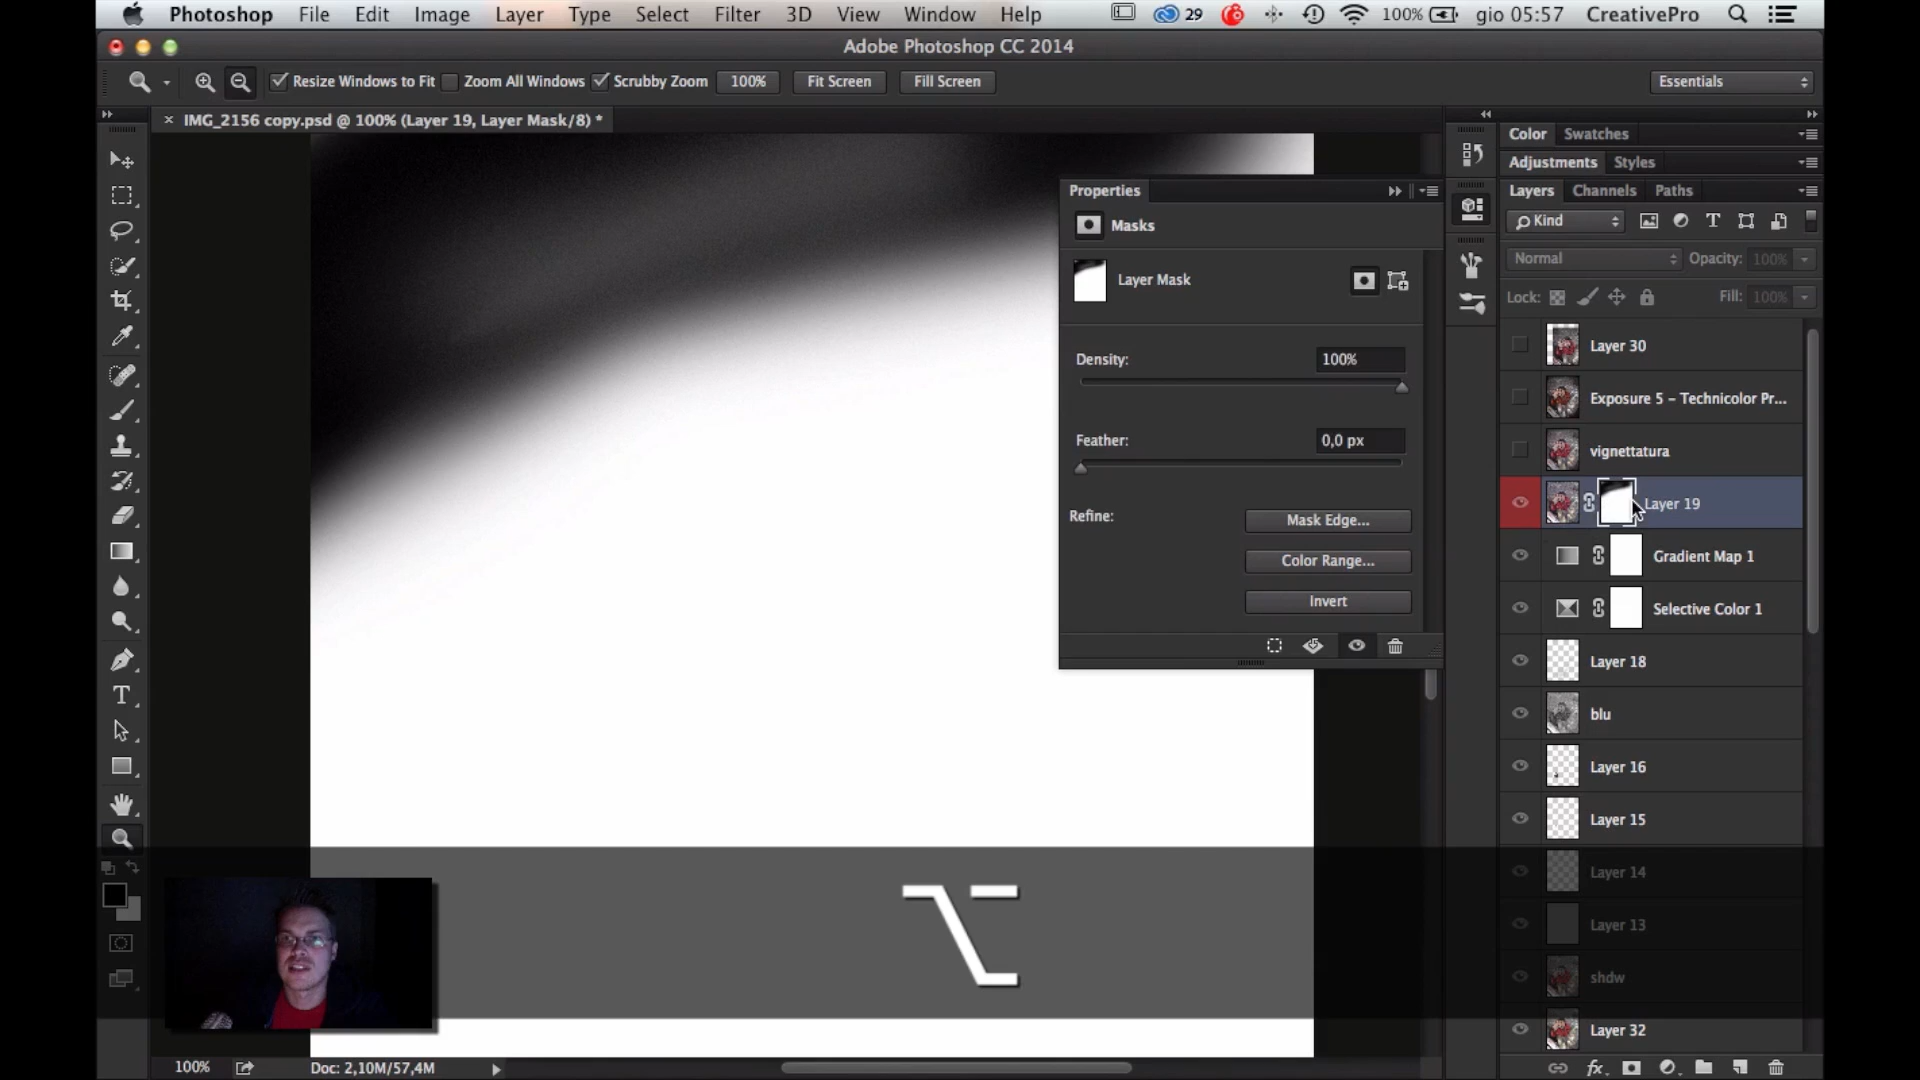 Photoshop File Edit Image Layer Type Select Filter 3D View Window Help 29 100% gio 05:57 CreativePro
Adobe Photoshop CC 2014
Resize Windows to Fit Zoom All Windows Scrubby Zoom 100% Fit Screen Fill Screen Essentials
× IMG_2156 copy.psd @ 100% (Layer 19, Layer Mask/8) *
Color Swatches
Adjustments Styles
Layers Channels Paths
Kind
Normal Opacity: 100%
Lock: Fill: 100%
Layer 30
Exposure 5 – Technicolor Pr...
vignettatura
Layer 19
Gradient Map 1
Selective Color 1
Layer 18
blu
Layer 16
Layer 15
Layer 14
Layer 13
shdw
Layer 32
Properties
Masks
Layer Mask
Density: 100%
Feather: 0,0 px
Refine: Mask Edge...
Color Range...
Invert
⌥
100% Doc: 2,10M/57,4M